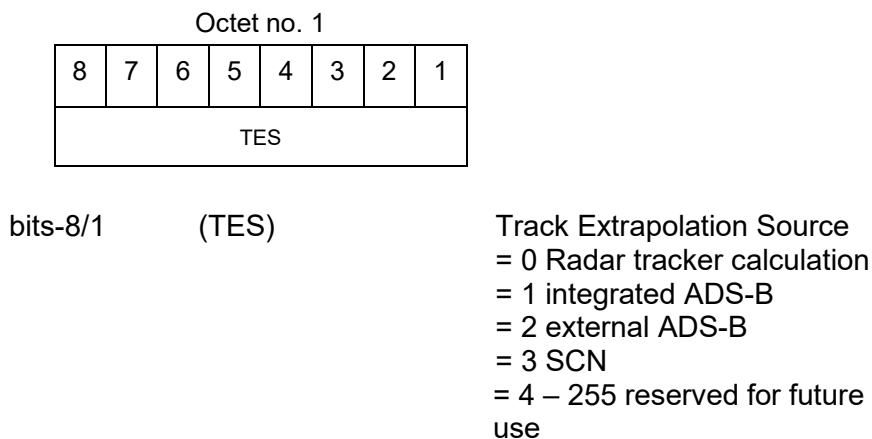 Octet no. 1
8 7 6 5 4 3 2 1
TES
bits-8/1 (TES) Track Extrapolation Source
= 0 Radar tracker calculation
= 1 integrated ADS-B
= 2 external ADS-B
= 3 SCN
= 4 – 255 reserved for future
use